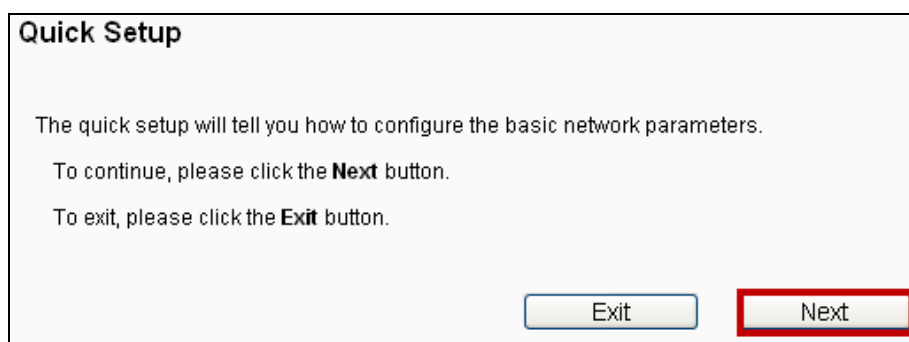 Quick Setup
The quick setup will tell you how to configure the basic network parameters.
To continue, please click the Next button.
To exit, please click the Exit button.
Exit Next